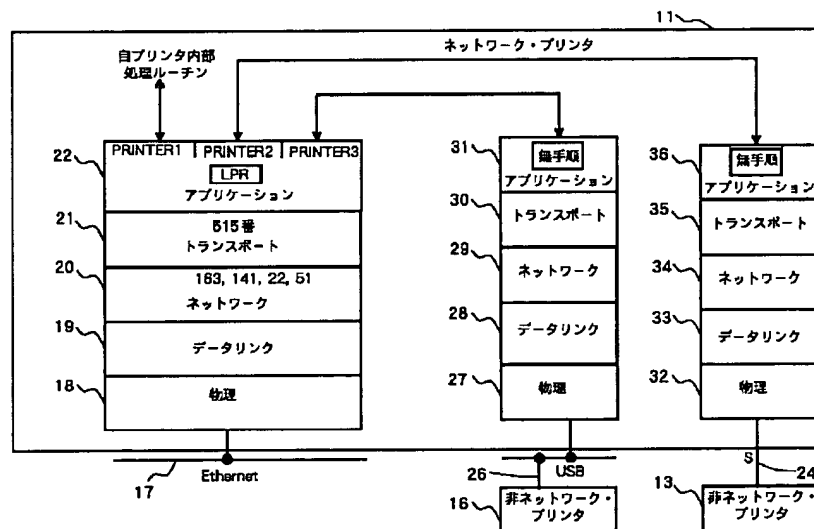 11
ネットワーク・プリンタ
自プリンタ内部
処理ルーチン
PRINTER1
PRINTER2
PRINTER3
22
LPR
アプリケーション
21
515番
トランスポート
20
163, 141, 22, 51
ネットワーク
19
データリンク
18
物理
17
Ethernet
31
無手順
アプリケーション
30
トランスポート
29
ネットワーク
28
データリンク
27
物理
26
USB
16
非ネットワーク・
プリンタ
36
無手順
アプリケーション
35
トランスポート
34
ネットワーク
33
データリンク
32
物理
S
24
13
非ネットワーク・
プリンタ